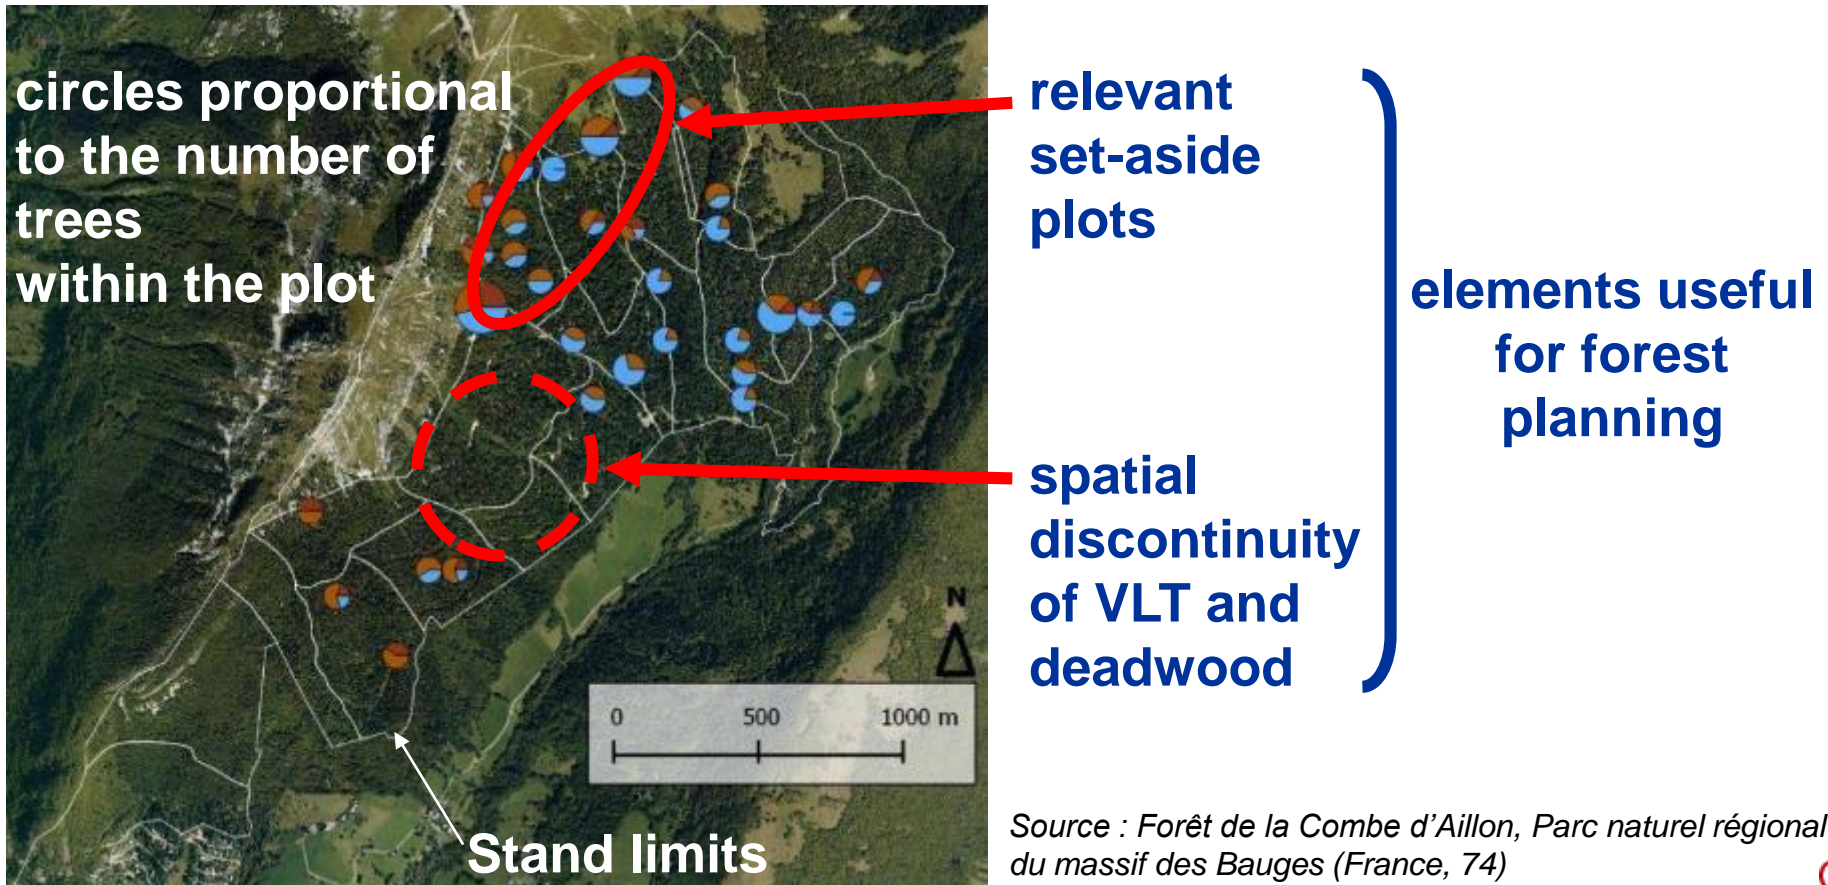 circles proportional
to the number of
trees
within the plot
relevant
set-aside
plots
elements useful
for forest
planning
spatial
discontinuity
of VLT and
deadwood
N
0 500 1000 m
Stand limits
Source : Forêt de la Combe d’Aillon, Parc naturel régional
du massif des Bauges (France, 74)